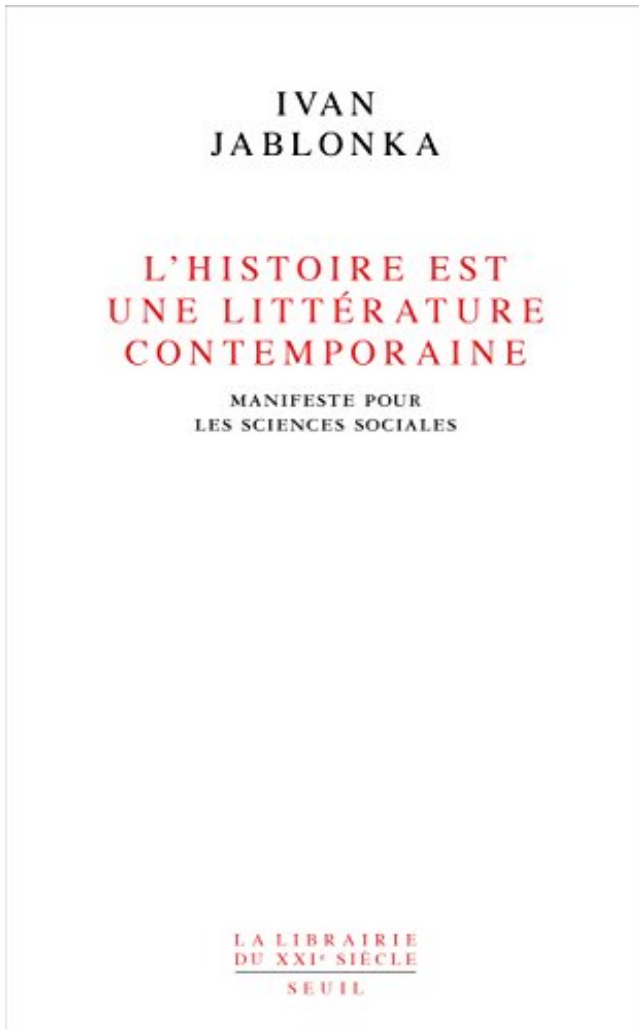 IVAN
JABLONKA
L'HISTOIRE EST
UNE LITTÉRATURE
CONTEMPORAINE
MANIFESTE POUR
LES SCIENCES SOCIALES
LA LIBRAIRIE
DU XXIᵉ SIÈCLE
SEUIL